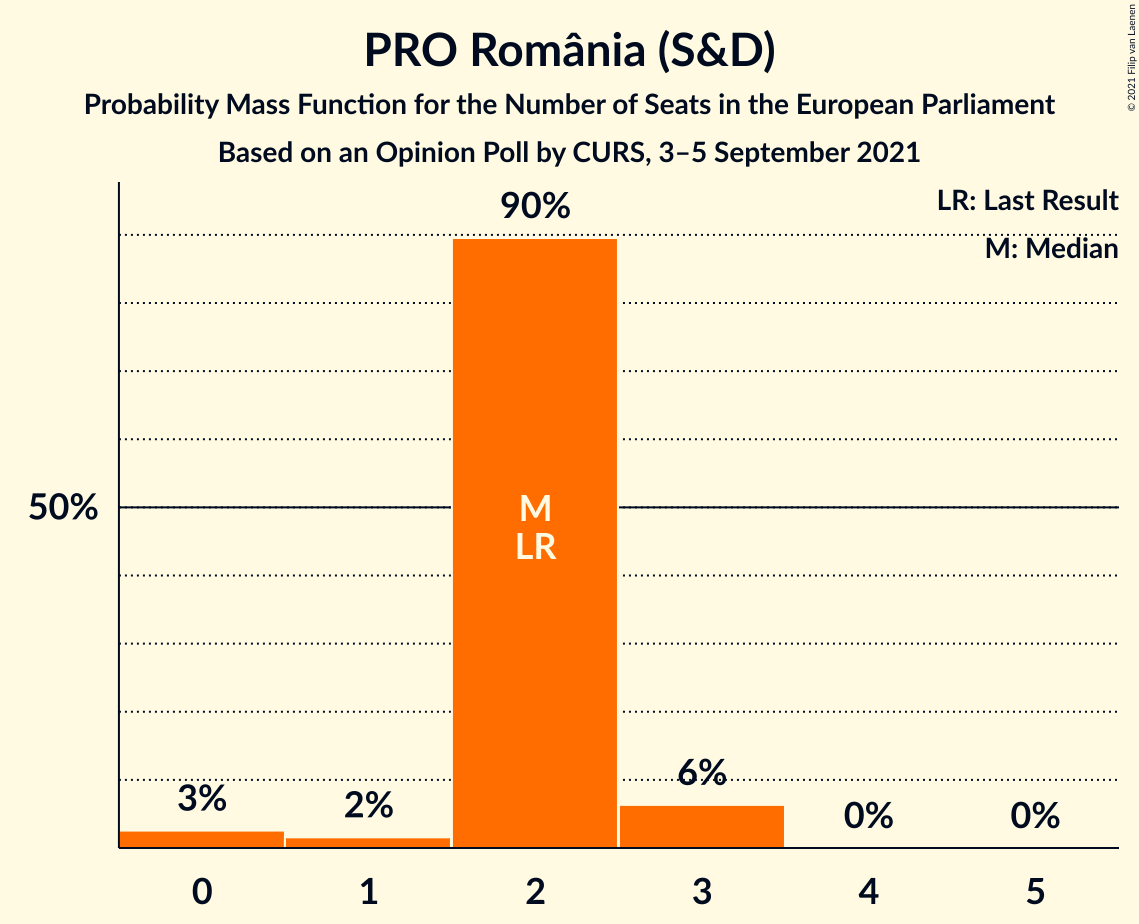 PRO România (S&D)
Probability Mass Function for the Number of Seats in the European Parliament
Based on an Opinion Poll by CURS, 3–5 September 2021
© 2021 Filip van Laenen
LR: Last Result
M: Median
90%
50%
M
LR
3%
2%
6%
0%
0%
0
1
2
3
4
5